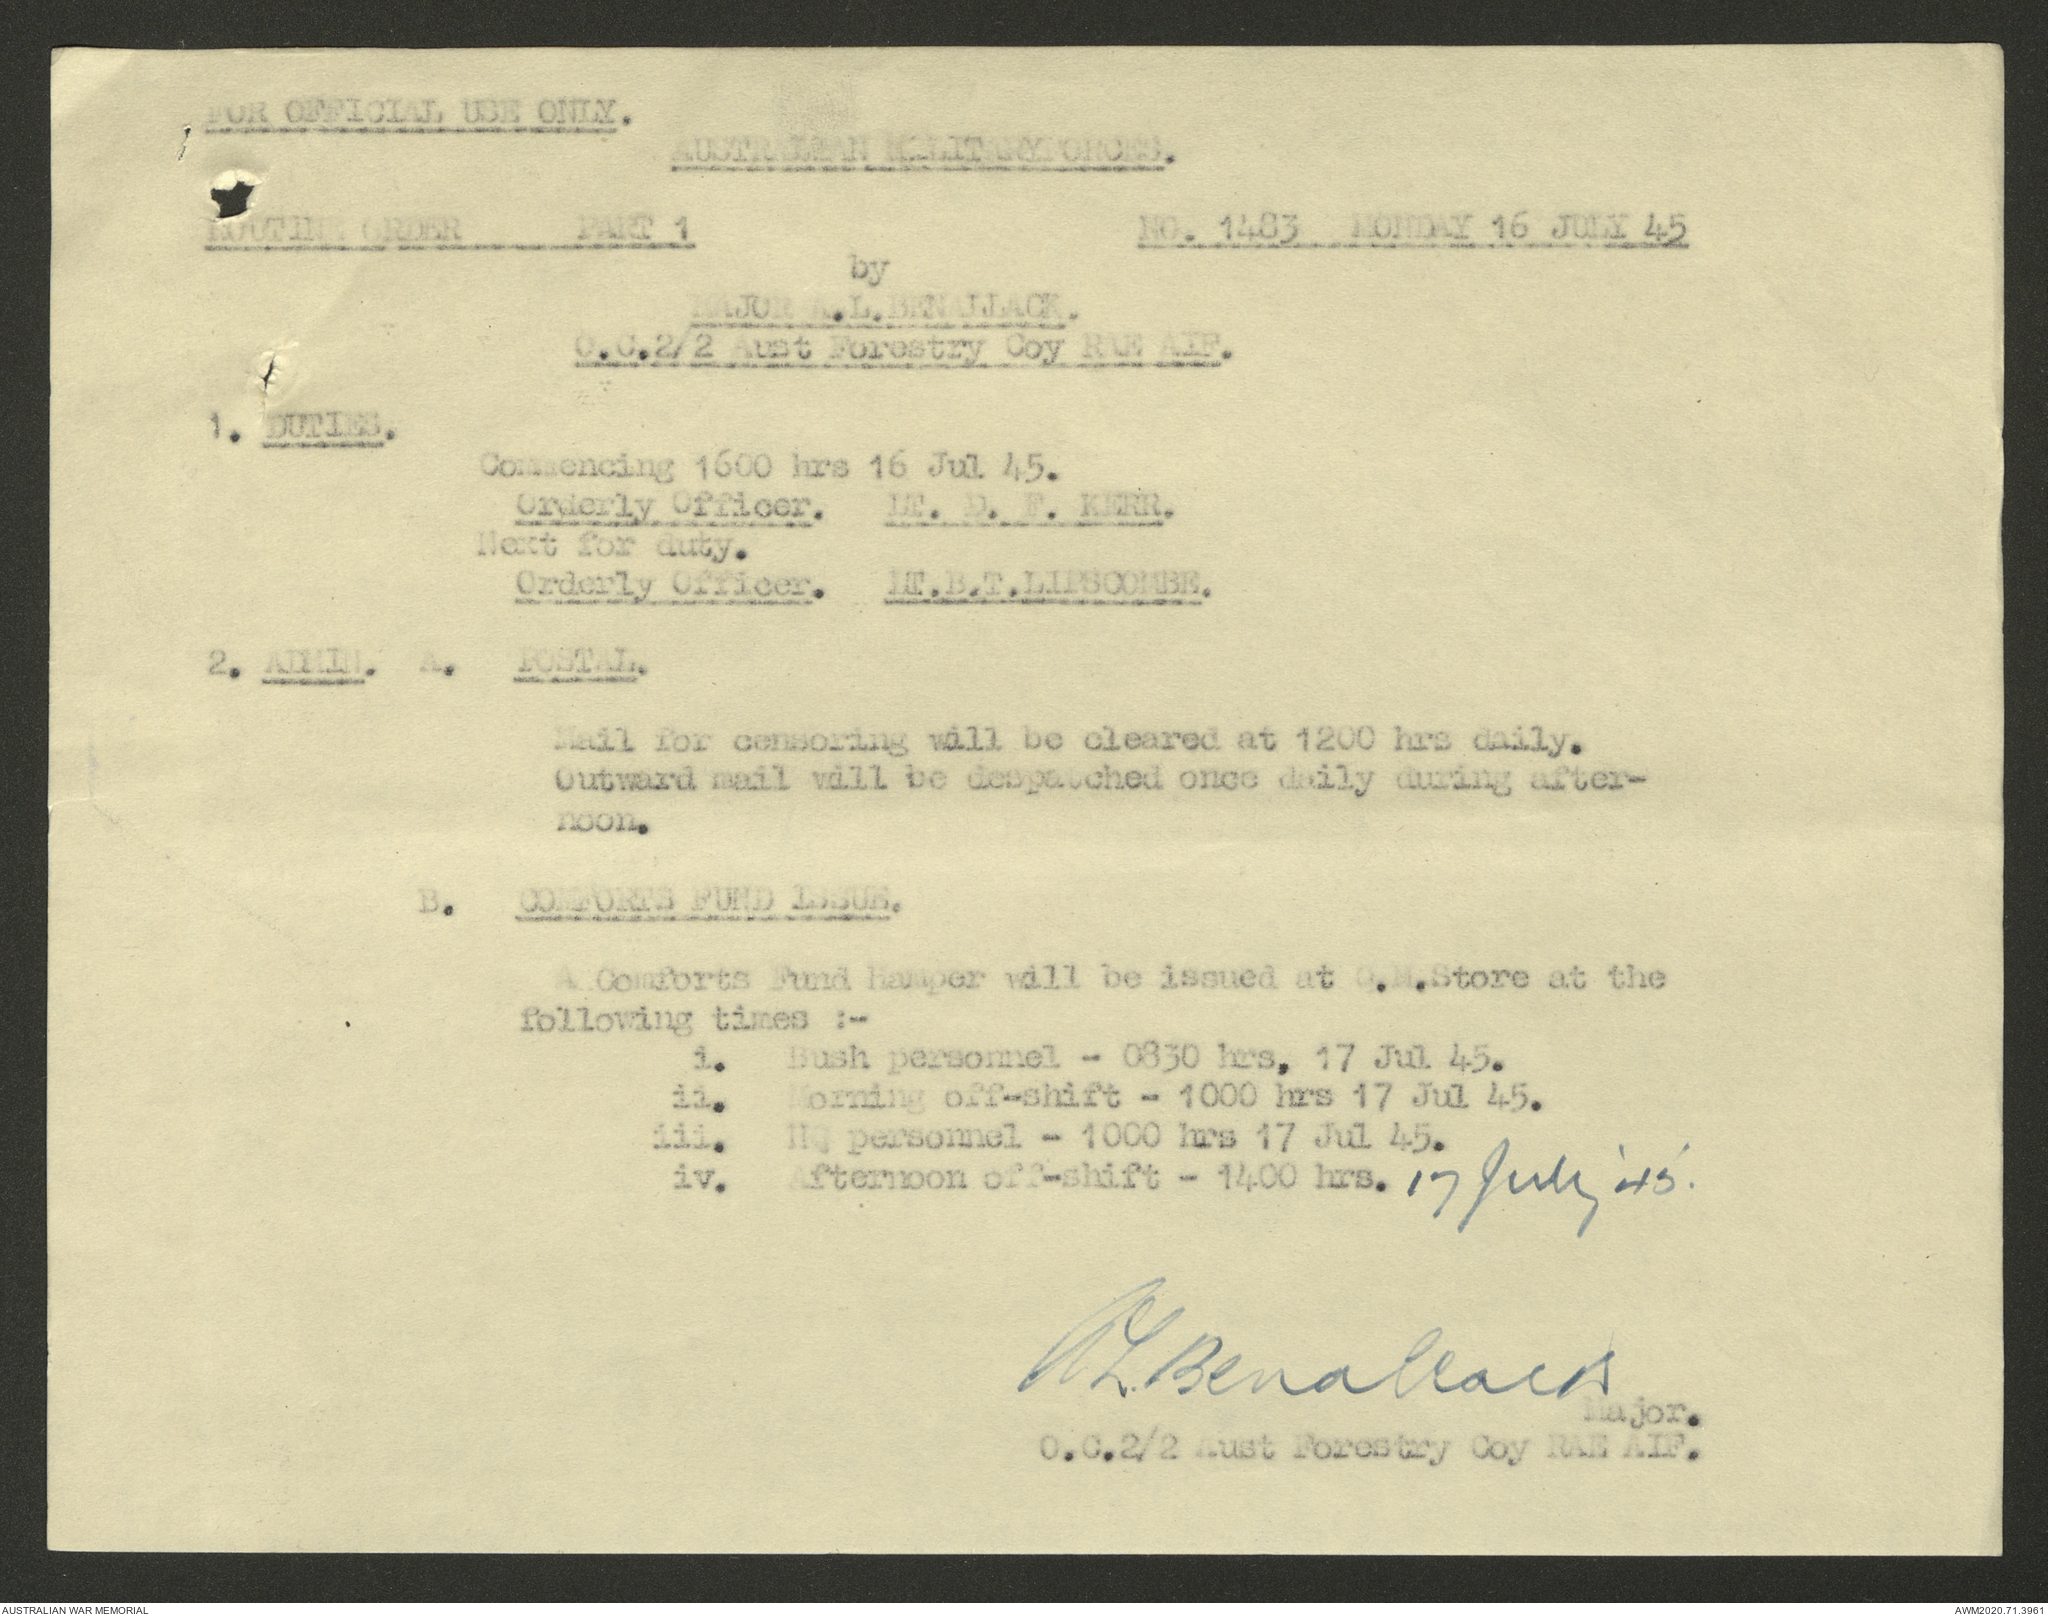 FOR OFFICIAL USE ONLY.
AUSTRALIAN MILITARYFORCES.
ROUTINE ORDER PART 1 NO. 1483 MONDAY 16 JULY 45
by
MAJOR A.L.BENALLACK.
O.C.2/2 Aust Forestry Coy RAE AIF.
1. DUTIES.
Commencing 1600 hrs 16 Jul 45.
Orderly Officer. LT. D. F. KERR.
Next for duty.
Orderly Officer. LT.B.T.LIPSCOMBE.
2. ADMIN. A. POSTAL.
Mail for censoring will be cleared at 1200 hrs daily.
Outward mail will be despatched once daily during after-
noon.
B. COMFORTS FUND ISSUE.
A Comforts Fund Hamper will be issued at Q.M.Store at the
following times :-
i. Bush personnel - 0830 hrs, 17 Jul 45.
ii. Morning off-shift - 1000 hrs 17 Jul 45.
iii. HQ personnel - 1000 hrs 17 Jul 45.
iv. Afternoon off-shift - 1400 hrs. 17 July '45.
A L. Benallack
Major.
O.C.2/2 Aust Forestry Coy RAE AIF.
AUSTRALIAN WAR MEMORIAL AWM2020.71.3961